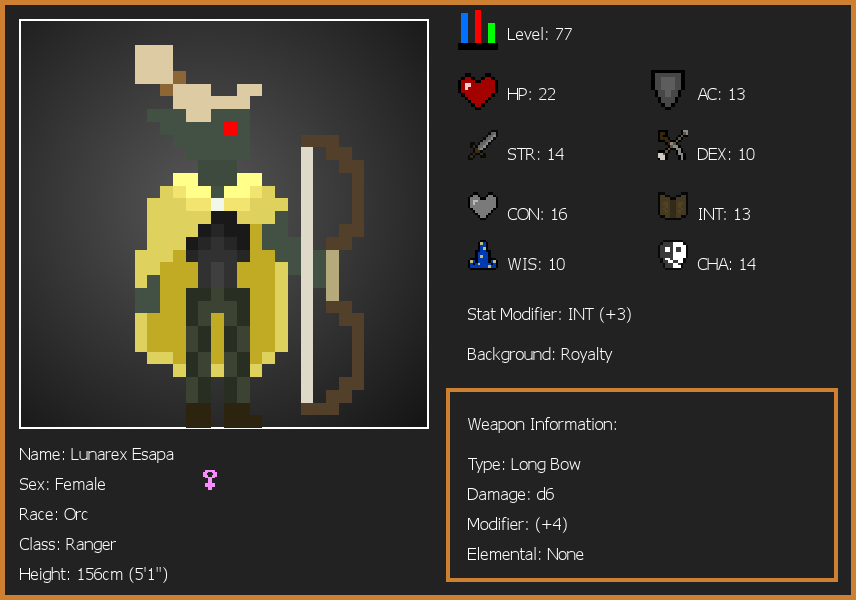 Level: 77
HP: 22
AC: 13
STR: 14
DEX: 10
CON: 16
INT: 13
WIS: 10
CHA: 14
Stat Modifier: INT (+3)
Background: Royalty
Weapon Information:
Type: Long Bow
Damage: d6
Modifier: (+4)
Elemental: None
Name: Lunarex Esapa
Sex: Female
Race: Orc
Class: Ranger
Height: 156cm (5'1")